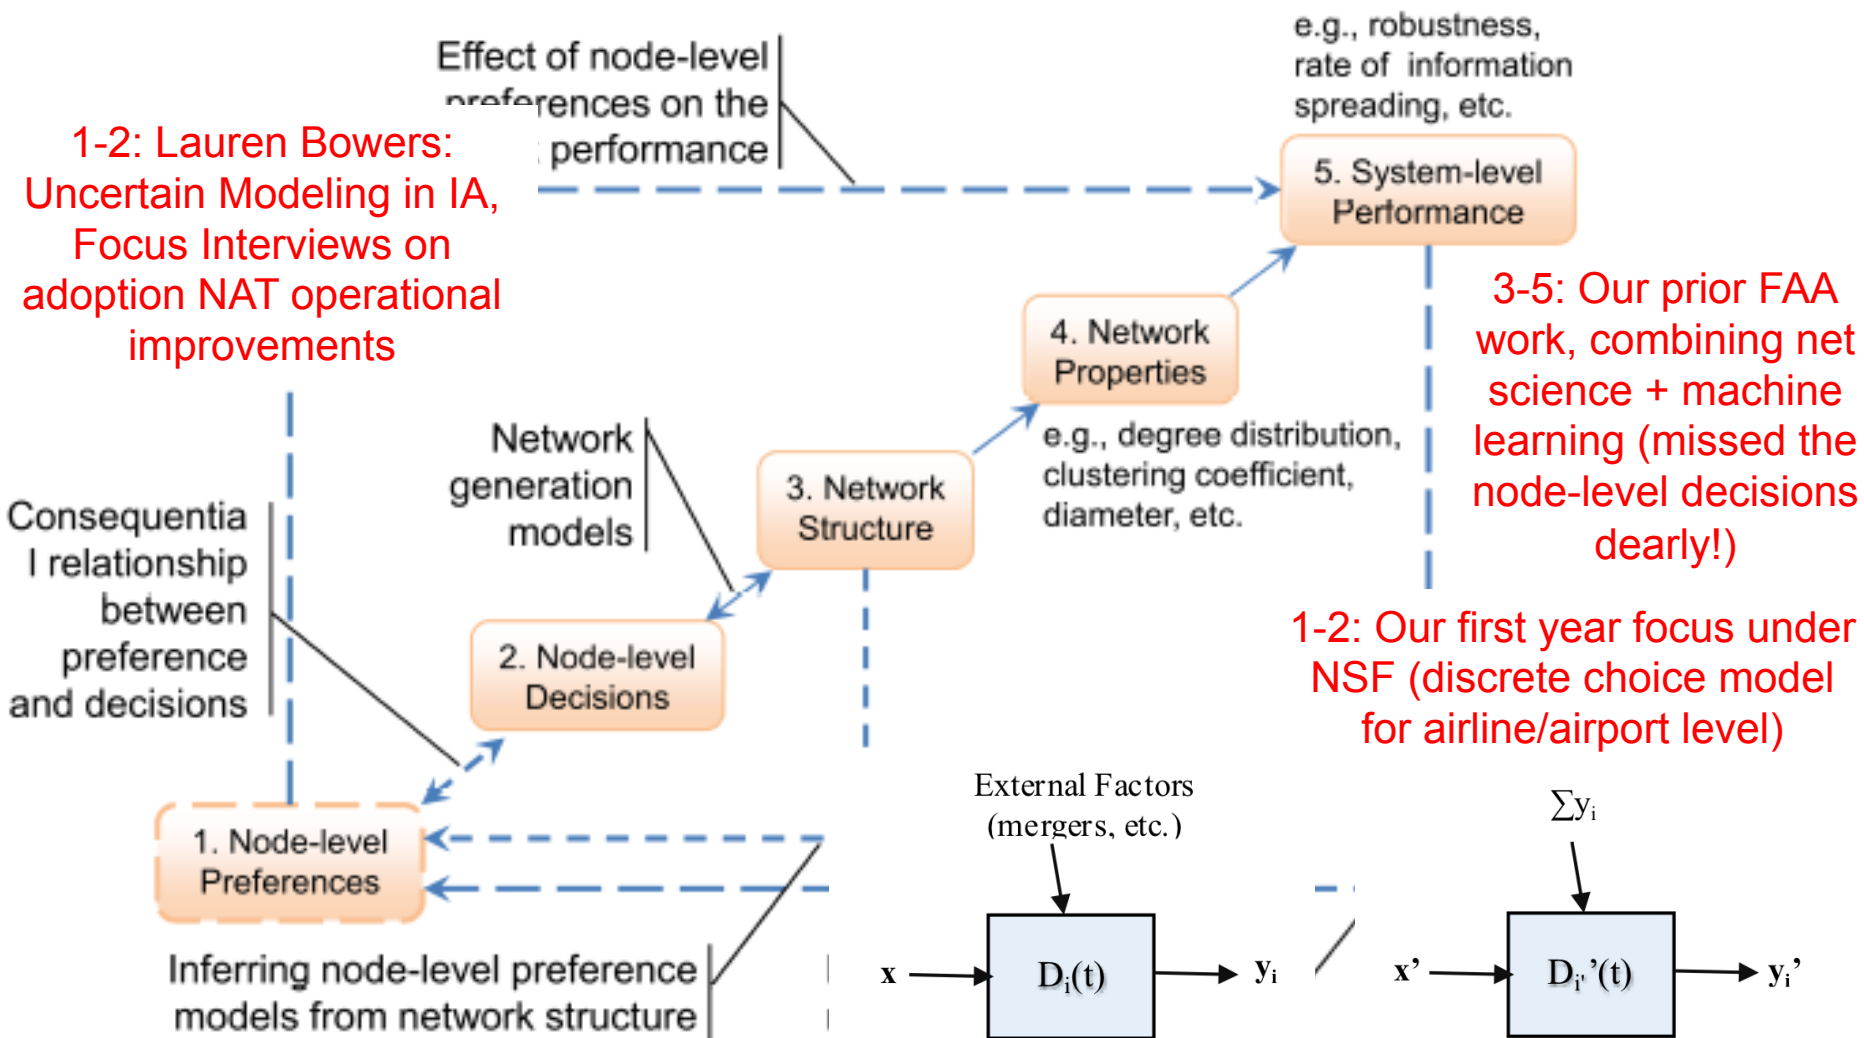 Effect of node-level
preferences on the
performance
e.g., robustness,
rate of information
spreading, etc.
1-2: Lauren Bowers:
Uncertain Modeling in IA,
Focus Interviews on
adoption NAT operational
improvements
5. System-level
Performance
3-5: Our prior FAA
work, combining net
science + machine
learning (missed the
node-level decisions
dearly!)
4. Network
Properties
e.g., degree distribution,
clustering coefficient,
diameter, etc.
Network
generation
models
3. Network
Structure
Consequentia
l relationship
between
preference
and decisions
2. Node-level
Decisions
1-2: Our first year focus under
NSF (discrete choice model
for airline/airport level)
1. Node-level
Preferences
External Factors
(mergers, etc.)
∑yᵢ
x
Dᵢ(t)
yᵢ
x’
Dᵢ'’(t)
yᵢ’
Inferring node-level preference
models from network structure